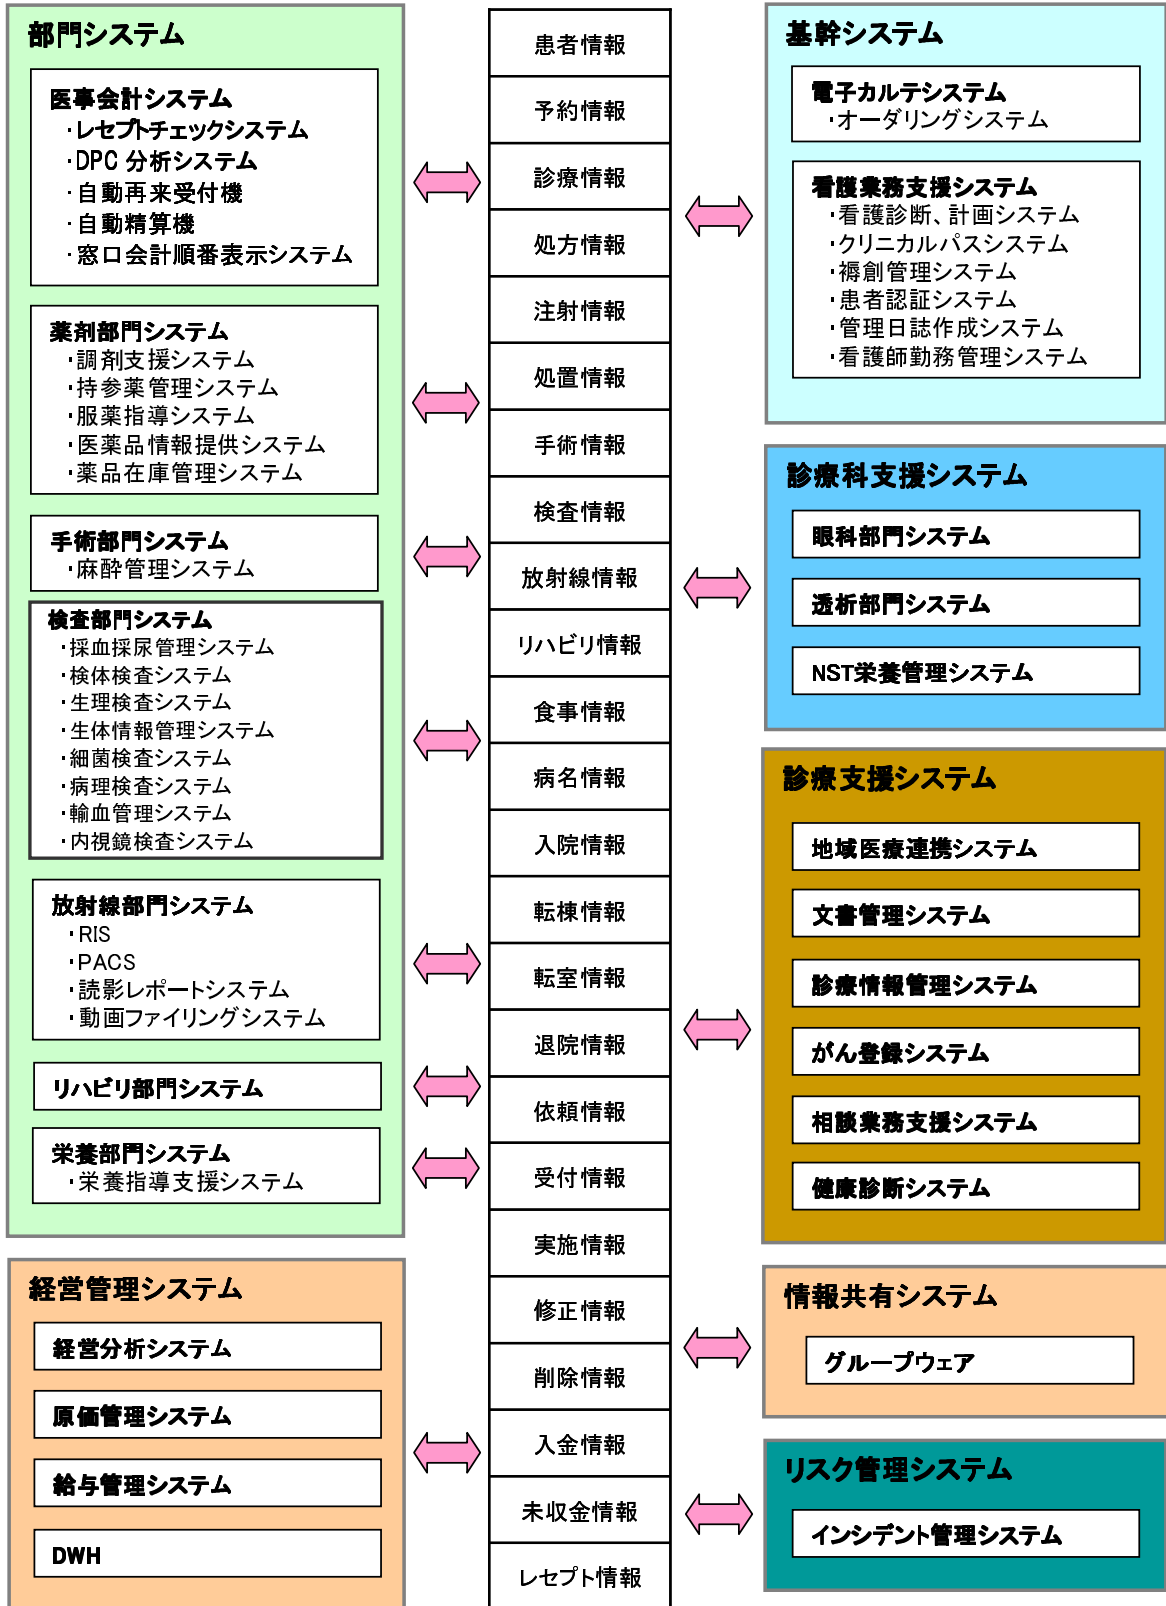 部門システム
医事会計システム
・レセプトチェックシステム
・DPC 分析システム
・自動再来受付機
・自動精算機
・窓口会計順番表示システム
薬剤部門システム
・調剤支援システム
・持参薬管理システム
・服薬指導システム
・医薬品情報提供システム
・薬品在庫管理システム
手術部門システム
・麻酔管理システム
検査部門システム
・採血採尿管理システム
・検体検査システム
・生理検査システム
・生体情報管理システム
・細菌検査システム
・病理検査システム
・輸血管理システム
・内視鏡検査システム
放射線部門システム
・RIS
・PACS
・読影レポートシステム
・動画ファイリングシステム
リハビリ部門システム
栄養部門システム
・栄養指導支援システム
経営管理システム
経営分析システム
原価管理システム
給与管理システム
DWH
患者情報
予約情報
診療情報
処方情報
注射情報
処置情報
手術情報
検査情報
放射線情報
リハビリ情報
食事情報
病名情報
入院情報
転棟情報
転室情報
退院情報
依頼情報
受付情報
実施情報
修正情報
削除情報
入金情報
未収金情報
レセプト情報
基幹システム
電子カルテシステム
・オーダリングシステム
看護業務支援システム
・看護診断、計画システム
・クリニカルパスシステム
・褥創管理システム
・患者認証システム
・管理日誌作成システム
・看護師勤務管理システム
診療科支援システム
眼科部門システム
透析部門システム
NST栄養管理システム
診療支援システム
地域医療連携システム
文書管理システム
診療情報管理システム
がん登録システム
相談業務支援システム
健康診断システム
情報共有システム
グループウェア
リスク管理システム
インシデント管理システム